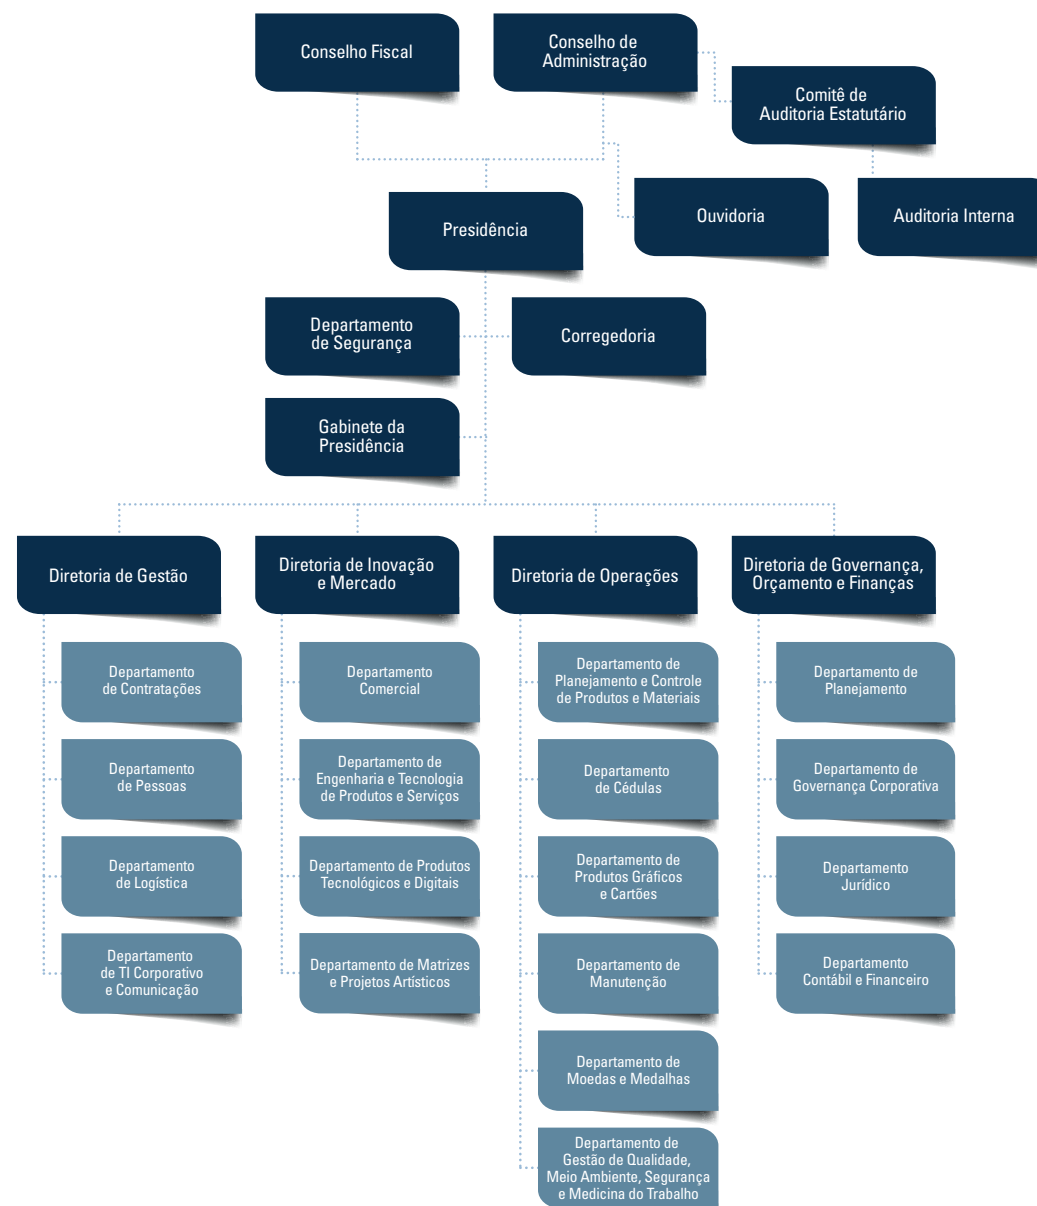 Conselho Fiscal
Conselho de
Administração
Comitê de
Auditoria Estatutário
Presidência
Ouvidoria
Auditoria Interna
Departamento
de Segurança
Corregedoria
Gabinete da
Presidência
Diretoria de Gestão
Departamento
de Contratações
Departamento
de Pessoas
Departamento
de Logística
Departamento
de TI Corporativo
e Comunicação
Diretoria de Inovação
e Mercado
Departamento
Comercial
Departamento de
Engenharia e Tecnologia
de Produtos e Serviços
Departamento de Produtos
Tecnológicos e Digitais
Departamento de Matrizes
e Projetos Artísticos
Diretoria de Operações
Departamento de
Planejamento e Controle
de Produtos e Materiais
Departamento
de Cédulas
Departamento de
Produtos Gráficos
e Cartões
Departamento de
Manutenção
Departamento de
Moedas e Medalhas
Departamento de
Gestão de Qualidade,
Meio Ambiente, Segurança
e Medicina do Trabalho
Diretoria de Governança,
Orçamento e Finanças
Departamento de
Planejamento
Departamento de
Governança Corporativa
Departamento
Jurídico
Departamento
Contábil e Financeiro